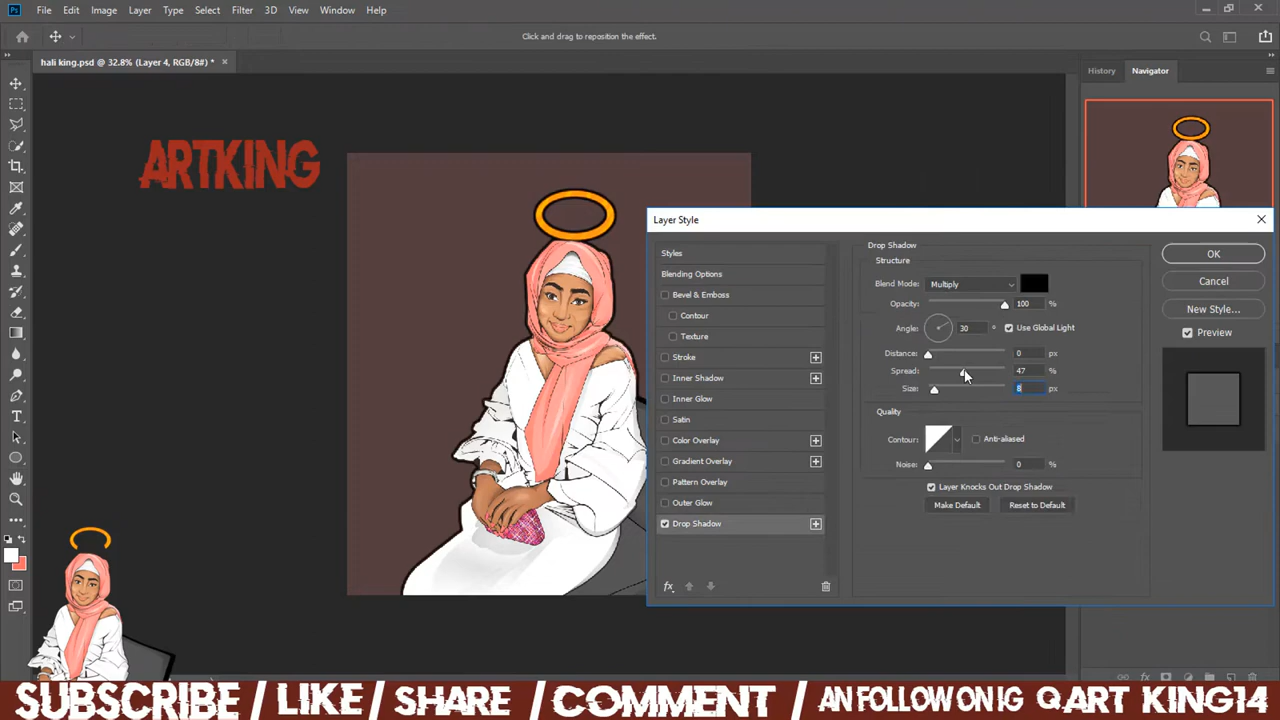 Ps File Edit Image Layer Type Select Filter 3D View Window Help
Click and drag to reposition the effect.
hali king.psd @ 32.8% (Layer 4, RGB/8#) *
History Navigator
ARTKING
Layer Style
Styles
Blending Options
Bevel & Emboss
Contour
Texture
Stroke
Inner Shadow
Inner Glow
Satin
Color Overlay
Gradient Overlay
Pattern Overlay
Outer Glow
Drop Shadow
fx
Drop Shadow
Structure
Blend Mode: Multiply
Opacity: 100 %
Angle: 30 ° Use Global Light
Distance: 0 px
Spread: 47 %
Size: 8 px
Quality
Contour: Anti-aliased
Noise: 0 %
Layer Knocks Out Drop Shadow
Make Default Reset to Default
OK
Cancel
New Style...
Preview
fx
SUBSCRIBE / LIKE / SHARE / COMMENT / AN FOLLOW ON IG QART KING14